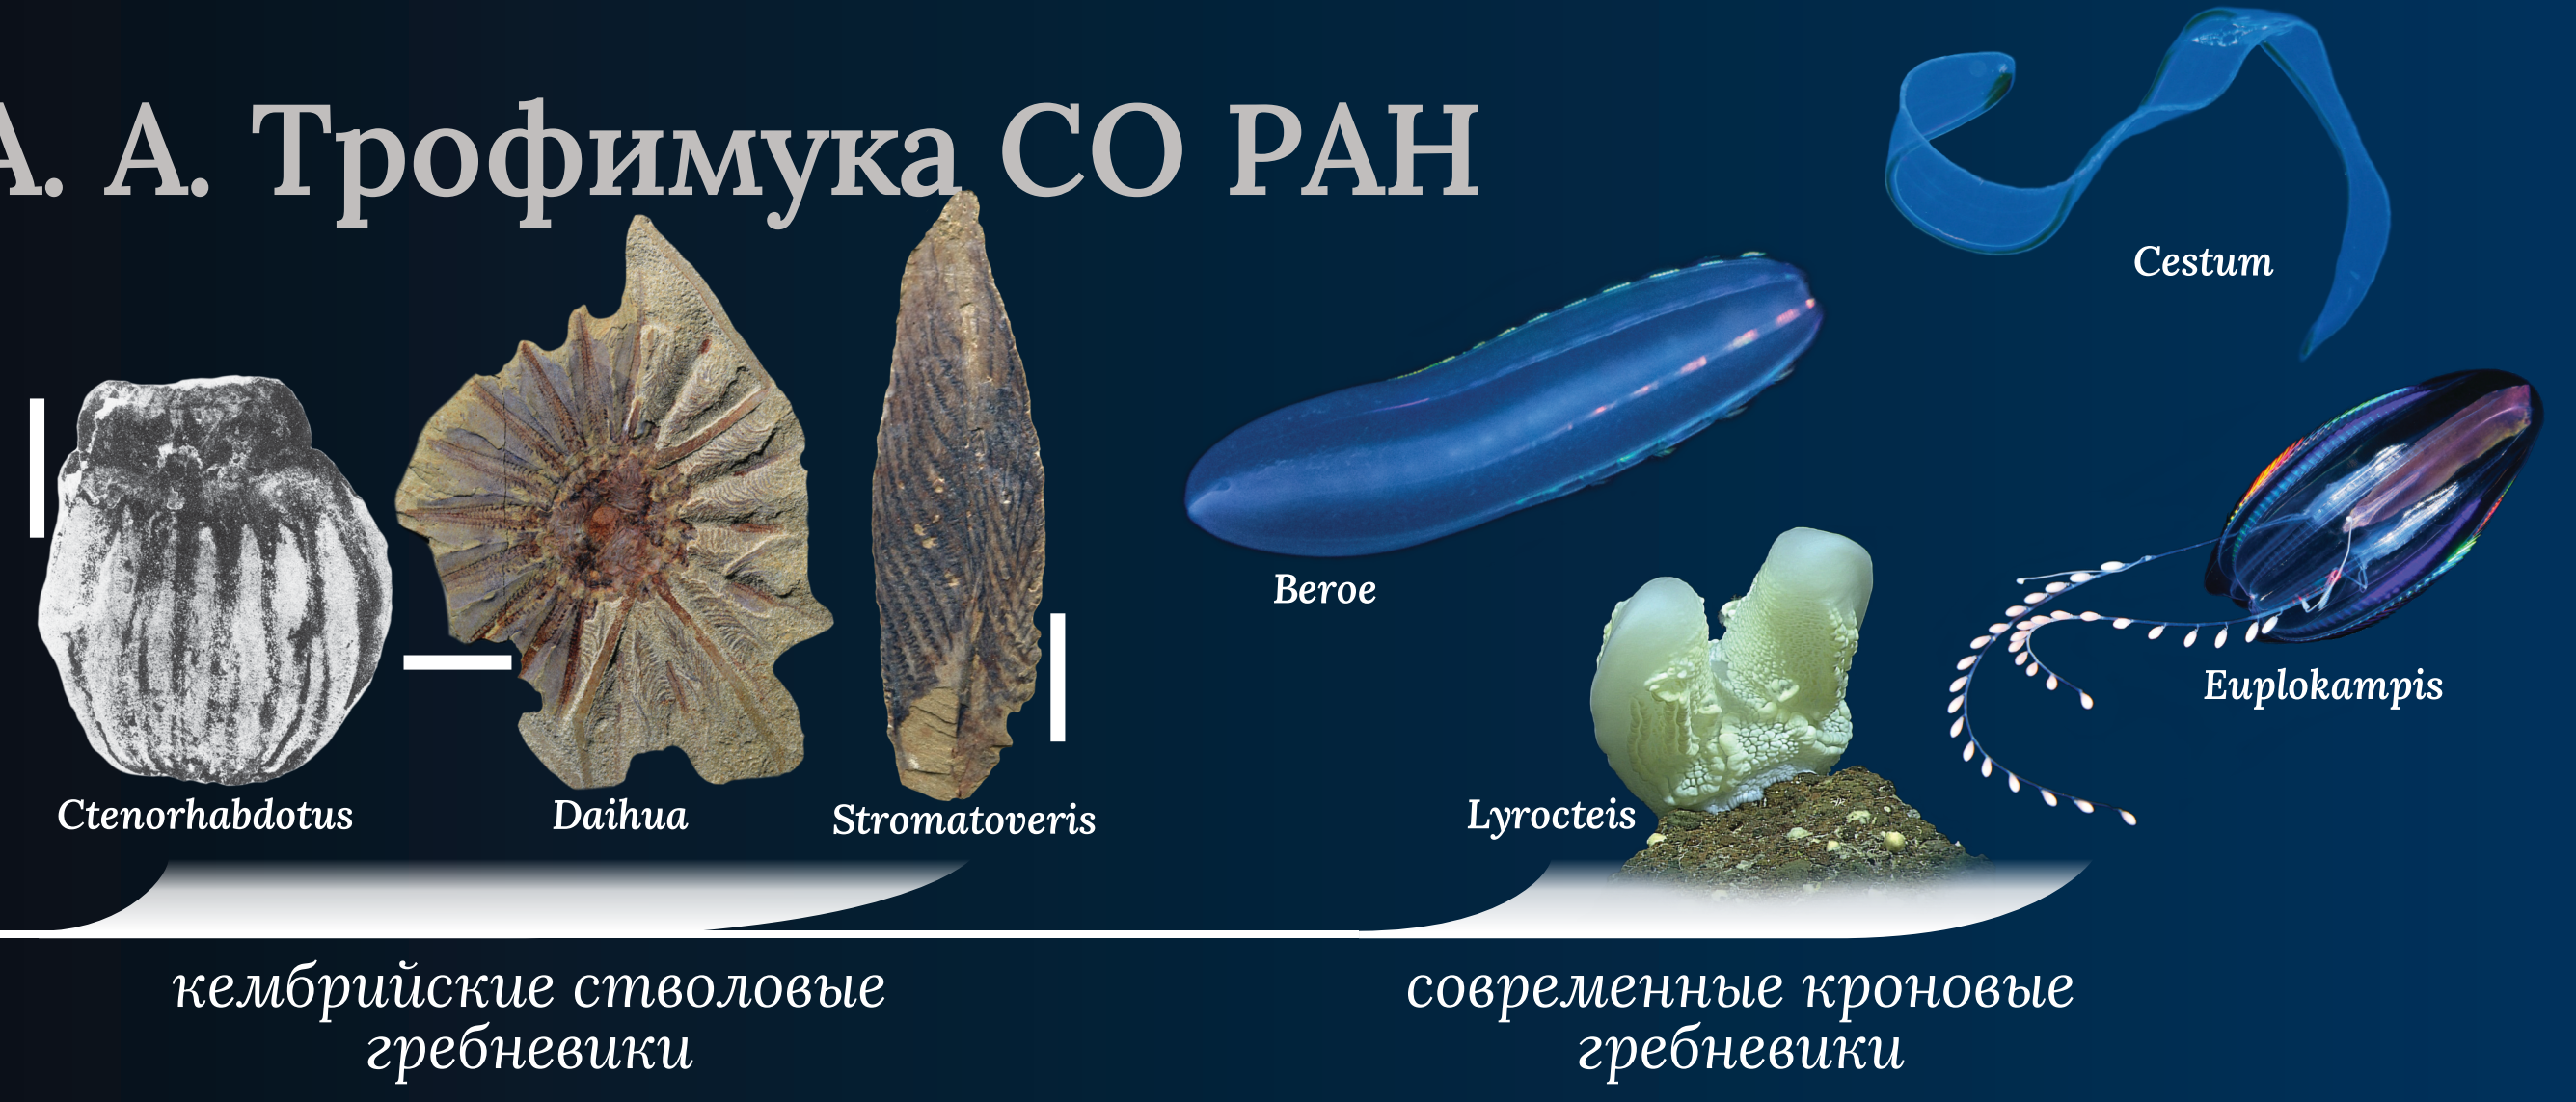 А. А. Трофимука СО РАН
Cestum
Beroe
Euplokampis
Ctenorhabdotus
Daihua
Stromatoveris
Lyrocteis
кембрийские стволовые
гребневики
современные кроновые
гребневики